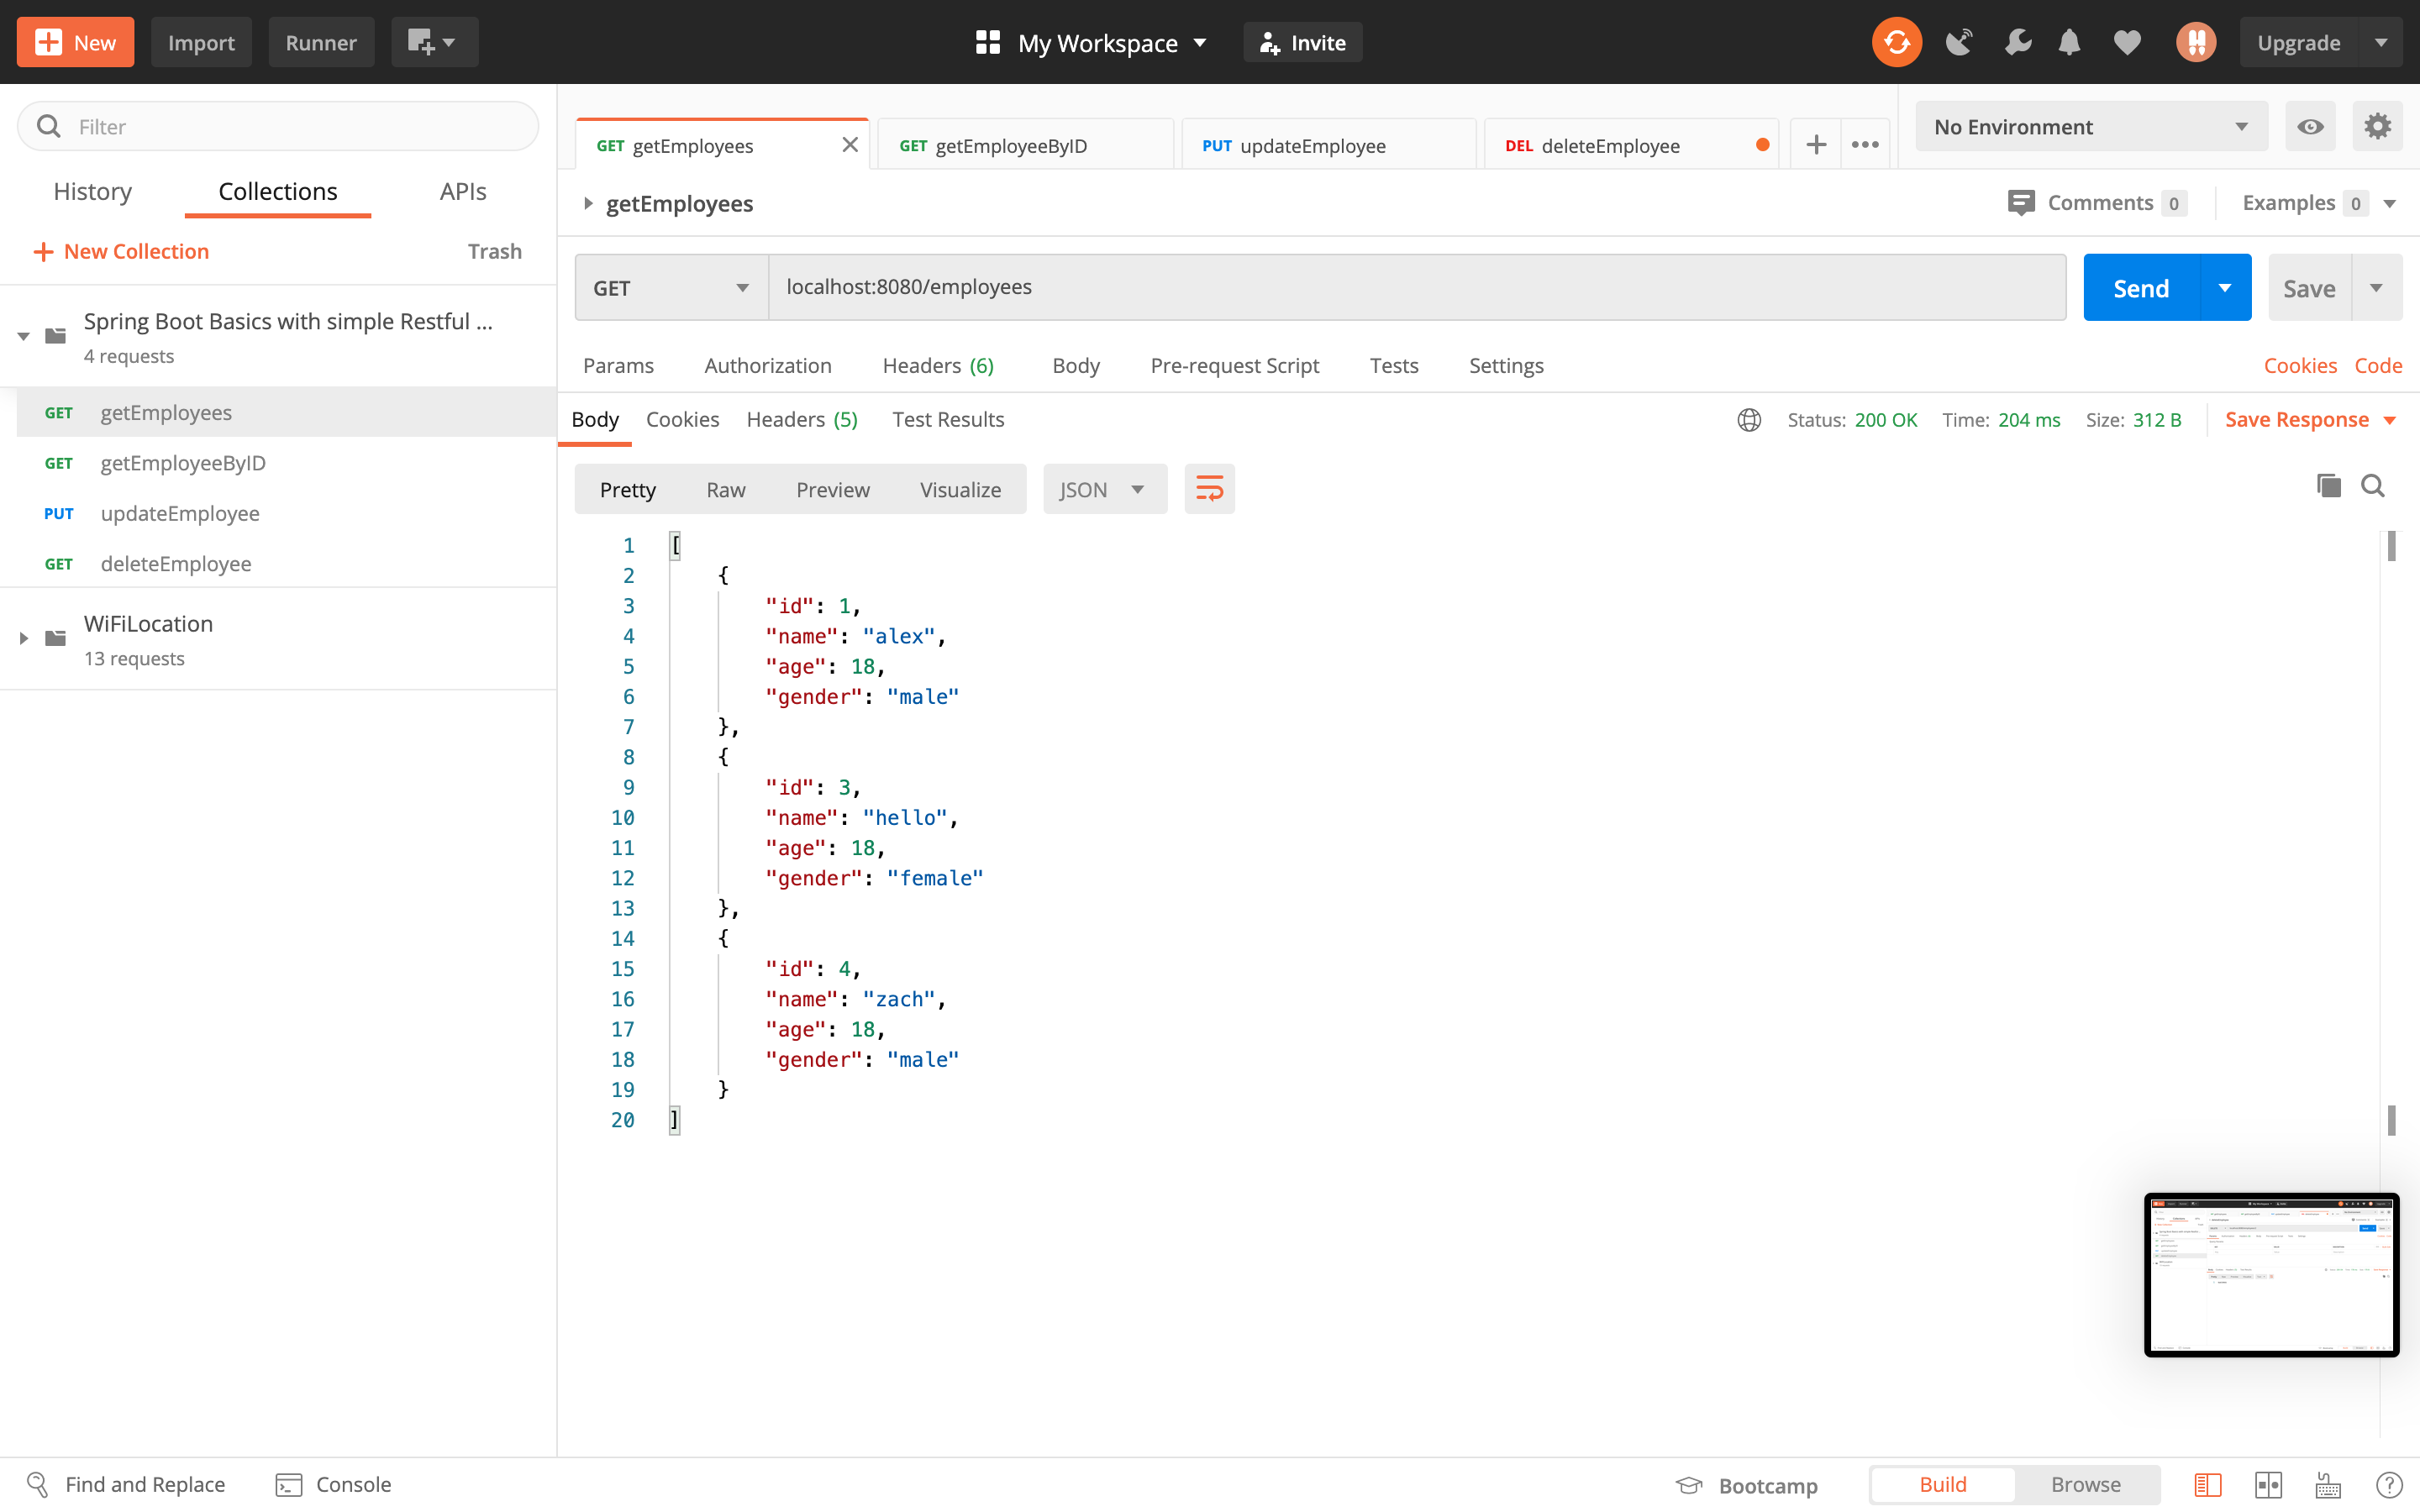 New Import Runner My Workspace Invite Upgrade
Filter
History Collections APIs
New Collection Trash
Spring Boot Basics with simple Restful ...
4 requests
GET getEmployees
GET getEmployeeByID
PUT updateEmployee
GET deleteEmployee
WiFiLocation
13 requests
GET getEmployees GET getEmployeeByID PUT updateEmployee DEL deleteEmployee No Environment
getEmployees Comments 0 Examples 0
GET localhost:8080/employees Send Save
Params Authorization Headers (6) Body Pre-request Script Tests Settings Cookies Code
Body Cookies Headers (5) Test Results Status: 200 OK Time: 204 ms Size: 312 B Save Response
Pretty Raw Preview Visualize JSON
1 [
2 {
3 "id": 1,
4 "name": "alex",
5 "age": 18,
6 "gender": "male"
7 },
8 {
9 "id": 3,
10 "name": "hello",
11 "age": 18,
12 "gender": "female"
13 },
14 {
15 "id": 4,
16 "name": "zach",
17 "age": 18,
18 "gender": "male"
19 }
20 ]
Find and Replace Console Bootcamp Build Browse